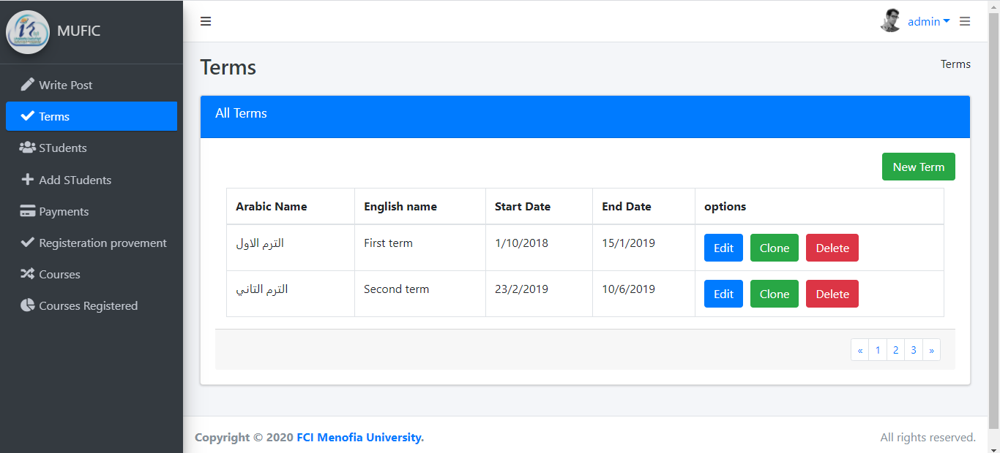 MUFIC
Write Post
Terms
STudents
Add STudents
Payments
Registeration provement
Courses
Courses Registered
admin
Terms
Terms
All Terms
New Term
Arabic Name English name Start Date End Date options
الترم الاول First term 1/10/2018 15/1/2019 Edit Clone Delete
الترم التاني Second term 23/2/2019 10/6/2019 Edit Clone Delete
« 1 2 3 »
Copyright © 2020 FCI Menofia University.
All rights reserved.